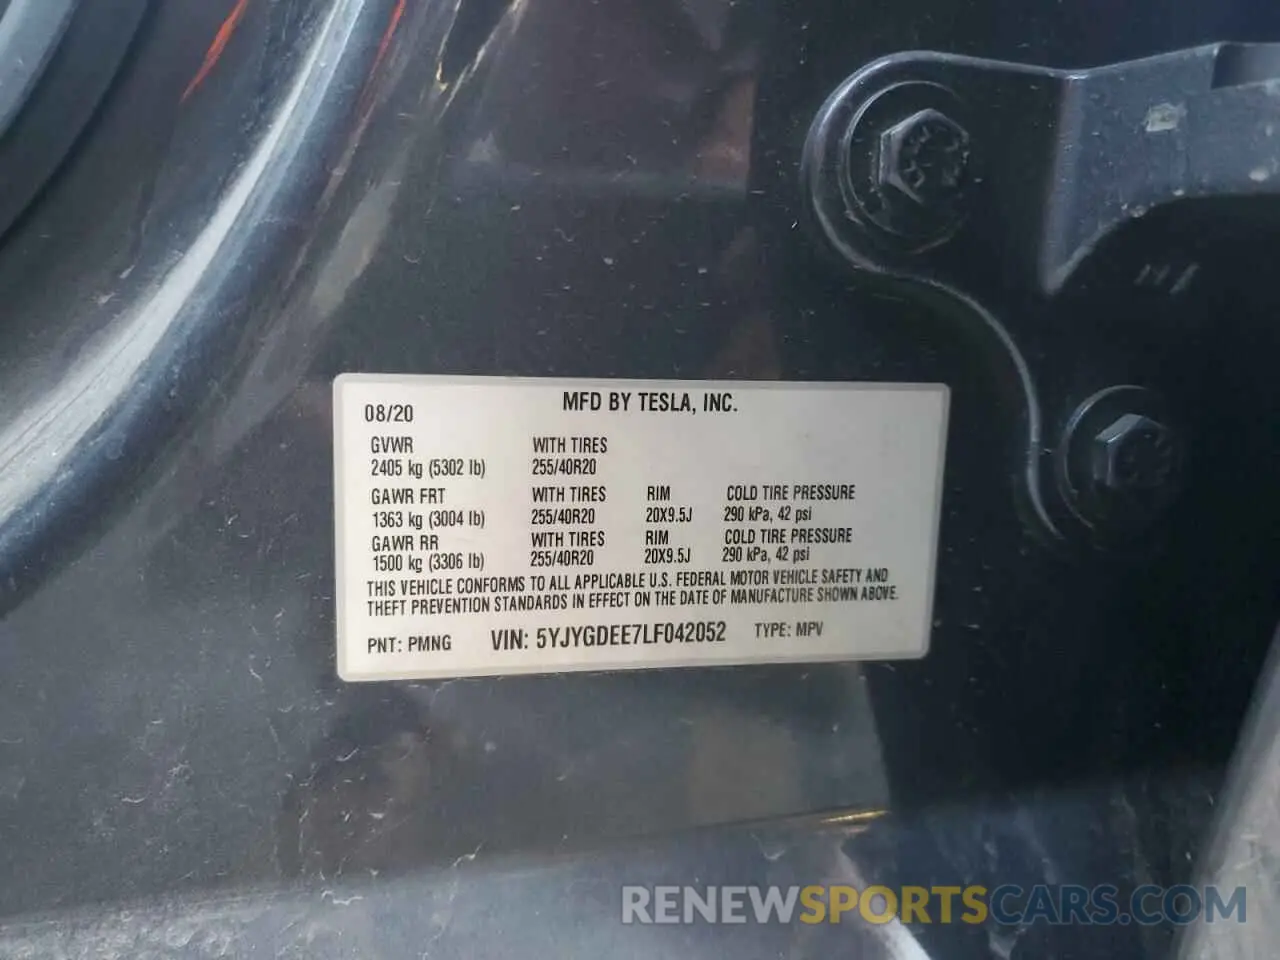 MFD BY TESLA, INC.
08/20
GVWR WITH TIRES
2405 kg (5302 lb) 255/40R20
GAWR FRT WITH TIRES RIM COLD TIRE PRESSURE
1363 kg (3004 lb) 255/40R20 20X9.5J 290 kPa, 42 psi
GAWR RR WITH TIRES RIM COLD TIRE PRESSURE
1500 kg (3306 lb) 255/40R20 20X9.5J 290 kPa, 42 psi
THIS VEHICLE CONFORMS TO ALL APPLICABLE U.S. FEDERAL MOTOR VEHICLE SAFETY AND
THEFT PREVENTION STANDARDS IN EFFECT ON THE DATE OF MANUFACTURE SHOWN ABOVE.
PNT: PMNG VIN: 5YJYGDEE7LF042052 TYPE: MPV
RENEWSPORTSCARS.COM